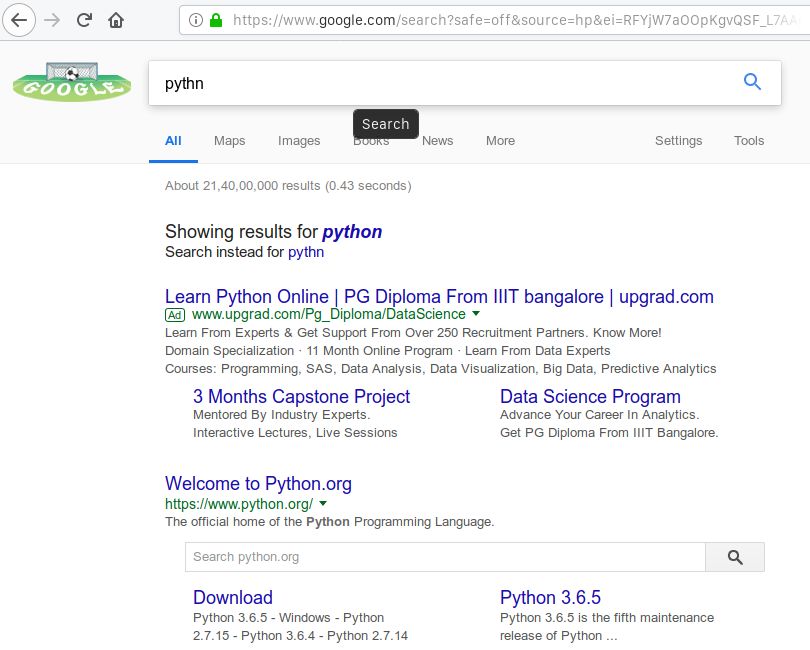 https://www.google.com/search?safe=off&source=hp&ei=RFYjW7aOOpKgvQSF_L7AA
GOOGLE
pythn
Search
All Maps Images Books News More Settings Tools
About 21,40,00,000 results (0.43 seconds)
Showing results for python
Search instead for pythn
Learn Python Online | PG Diploma From IIIT bangalore | upgrad.com
Ad www.upgrad.com/Pg_Diploma/DataScience
Learn From Experts & Get Support From Over 250 Recruitment Partners. Know More!
Domain Specialization · 11 Month Online Program · Learn From Data Experts
Courses: Programming, SAS, Data Analysis, Data Visualization, Big Data, Predictive Analytics
3 Months Capstone Project
Mentored By Industry Experts.
Interactive Lectures, Live Sessions
Data Science Program
Advance Your Career In Analytics.
Get PG Diploma From IIIT Bangalore.
Welcome to Python.org
https://www.python.org/
The official home of the Python Programming Language.
Search python.org
Download
Python 3.6.5 - Windows - Python
2.7.15 - Python 3.6.4 - Python 2.7.14
Python 3.6.5
Python 3.6.5 is the fifth maintenance
release of Python ...